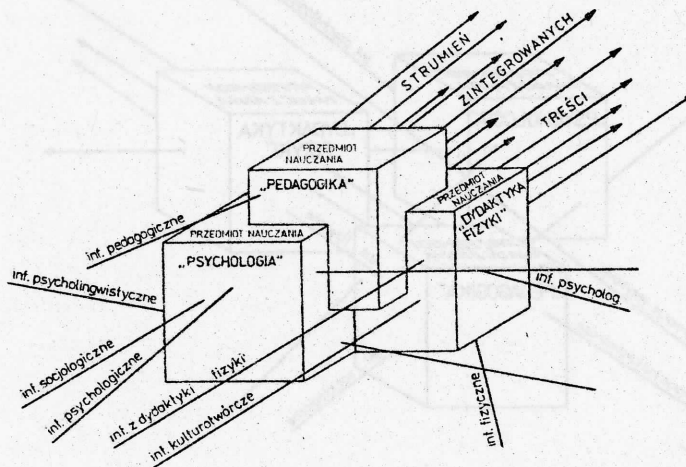 STRUMIEŃ
ZINTEGROWANYCH
TREŚCI
PRZEDMIOT
NAUCZANIA
„PEDAGOGIKA”
PRZEDMIOT
NAUCZANIA
„DYDAKTYKA
FIZYKI”
PRZEDMIOT NAUCZANIA
„PSYCHOLOGIA”
inf. pedagogiczne
inf. psycholingwistyczne
inf. socjologiczne
inf. psychologiczne
inf. z dydaktyki fizyki
inf. kulturotwórcze
inf. psycholog.
inf. fizyczne